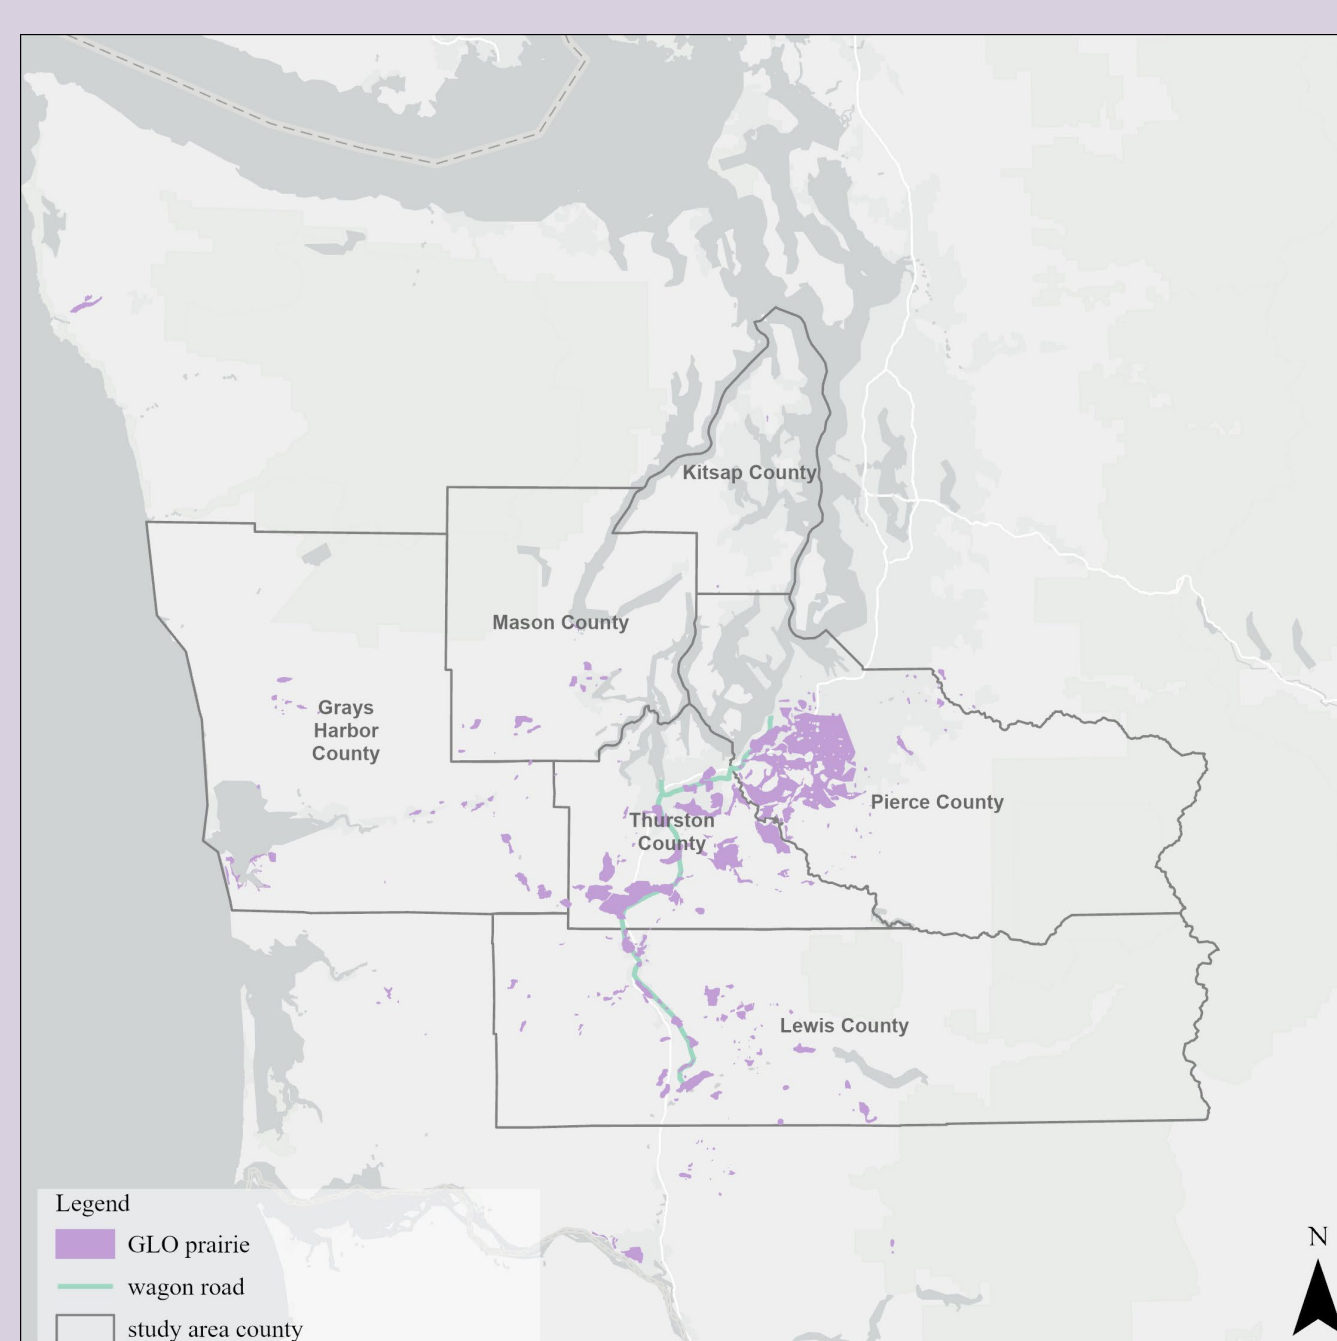 Kitsap County
Mason County
Grays
Harbor
County
Pierce County
Thurston
County
Lewis County
Legend
GLO prairie
wagon road
study area county
N